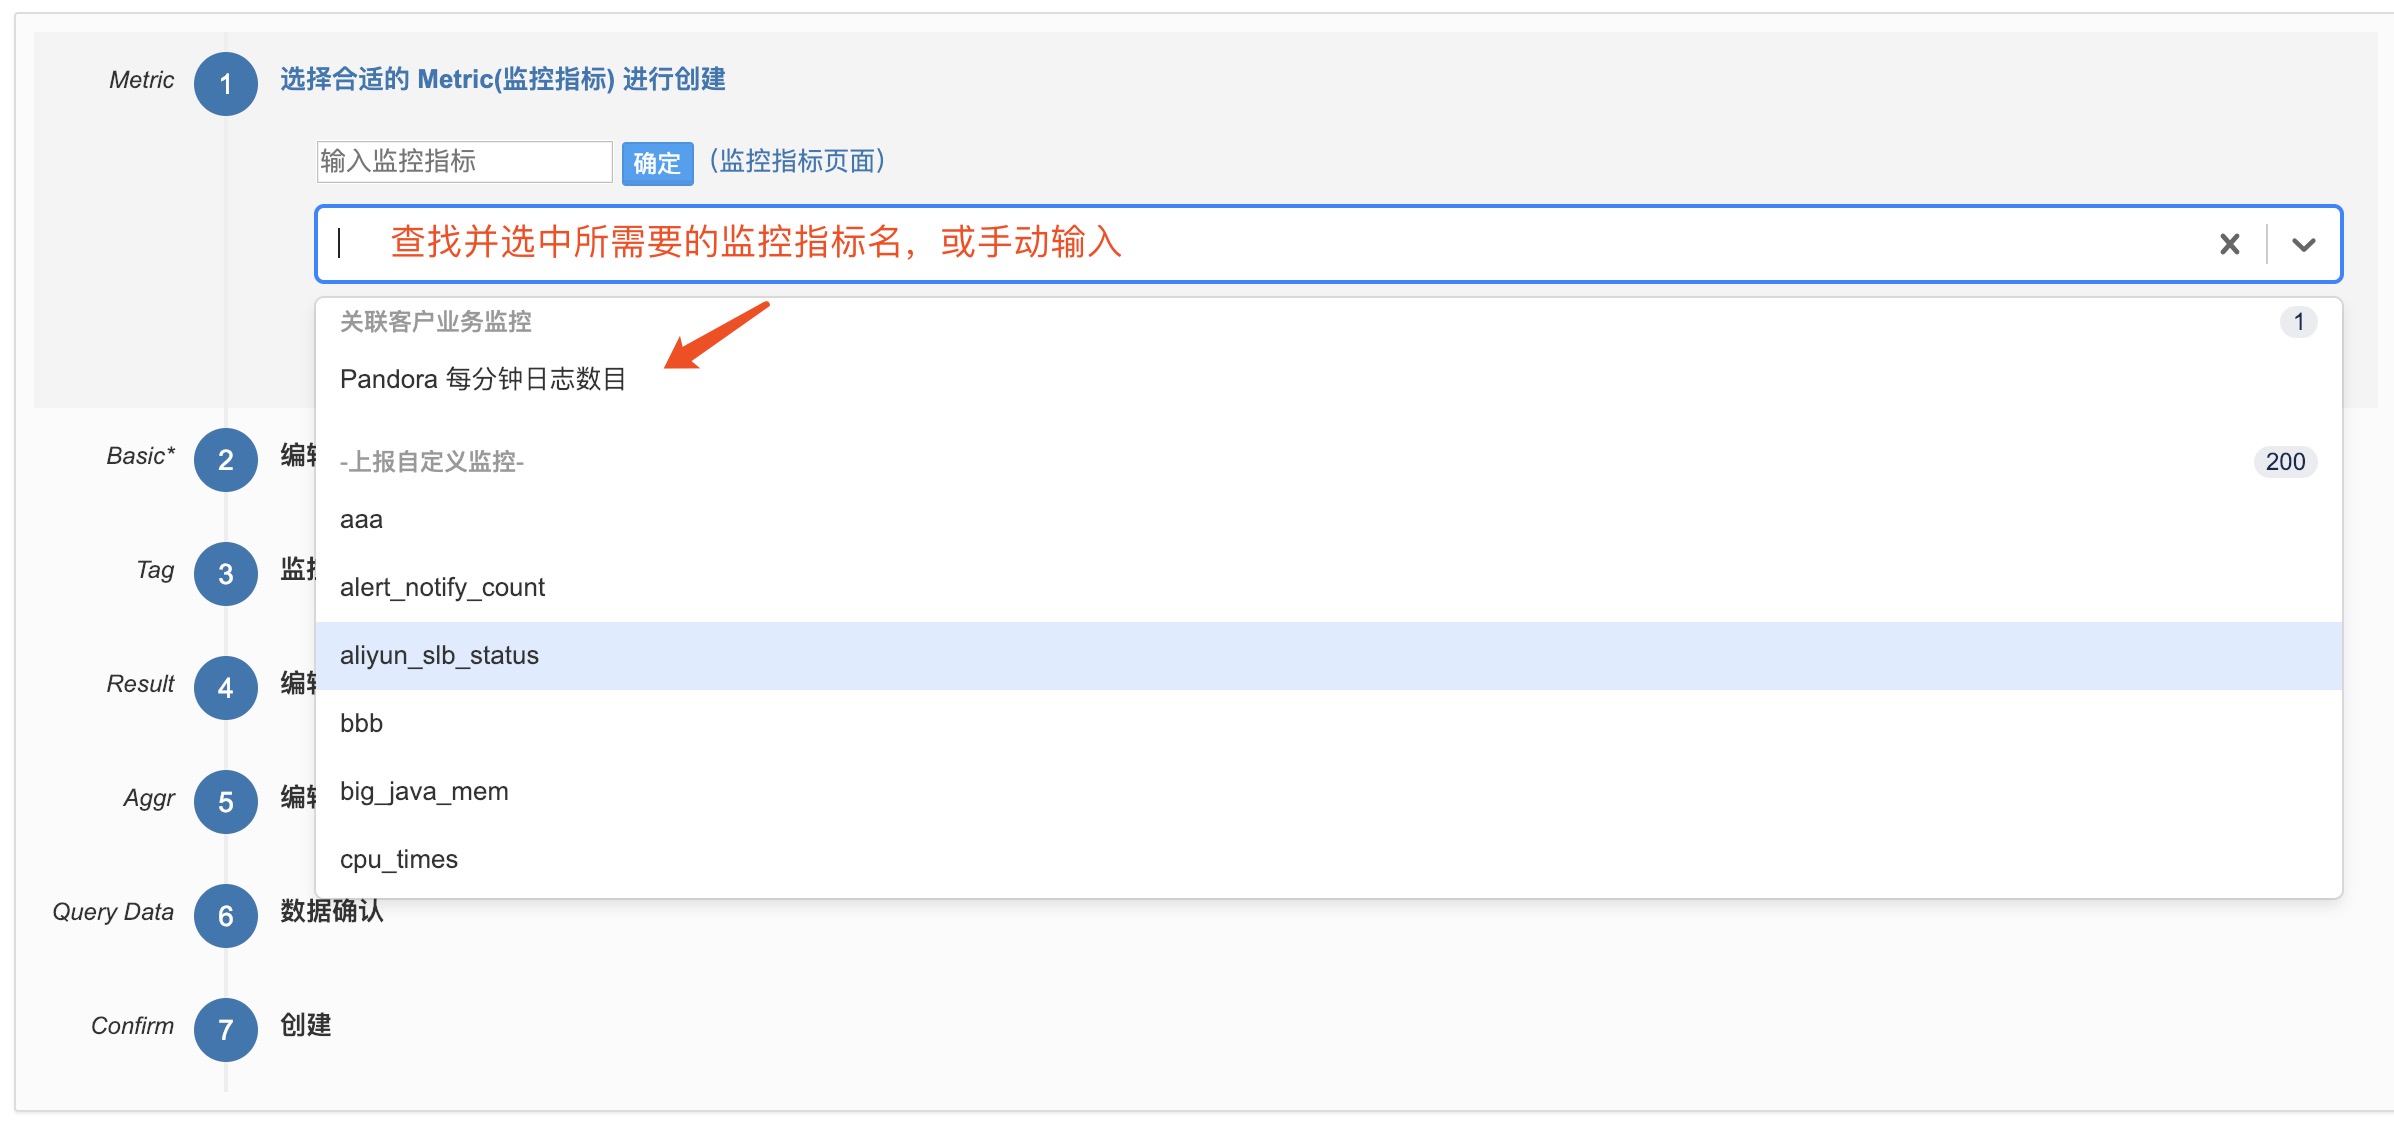 Metric 1 选择合适的 Metric(监控指标) 进行创建
输入监控指标 确定 (监控指标页面)
查找并选中所需要的监控指标名，或手动输入
关联客户业务监控 1
Pandora 每分钟日志数目
Basic* 2 编
-上报自定义监控- 200
aaa
Tag 3 监
alert_notify_count
aliyun_slb_status
Result 4 编
bbb
big_java_mem
Aggr 5 编
cpu_times
Query Data 6 数据确认
Confirm 7 创建